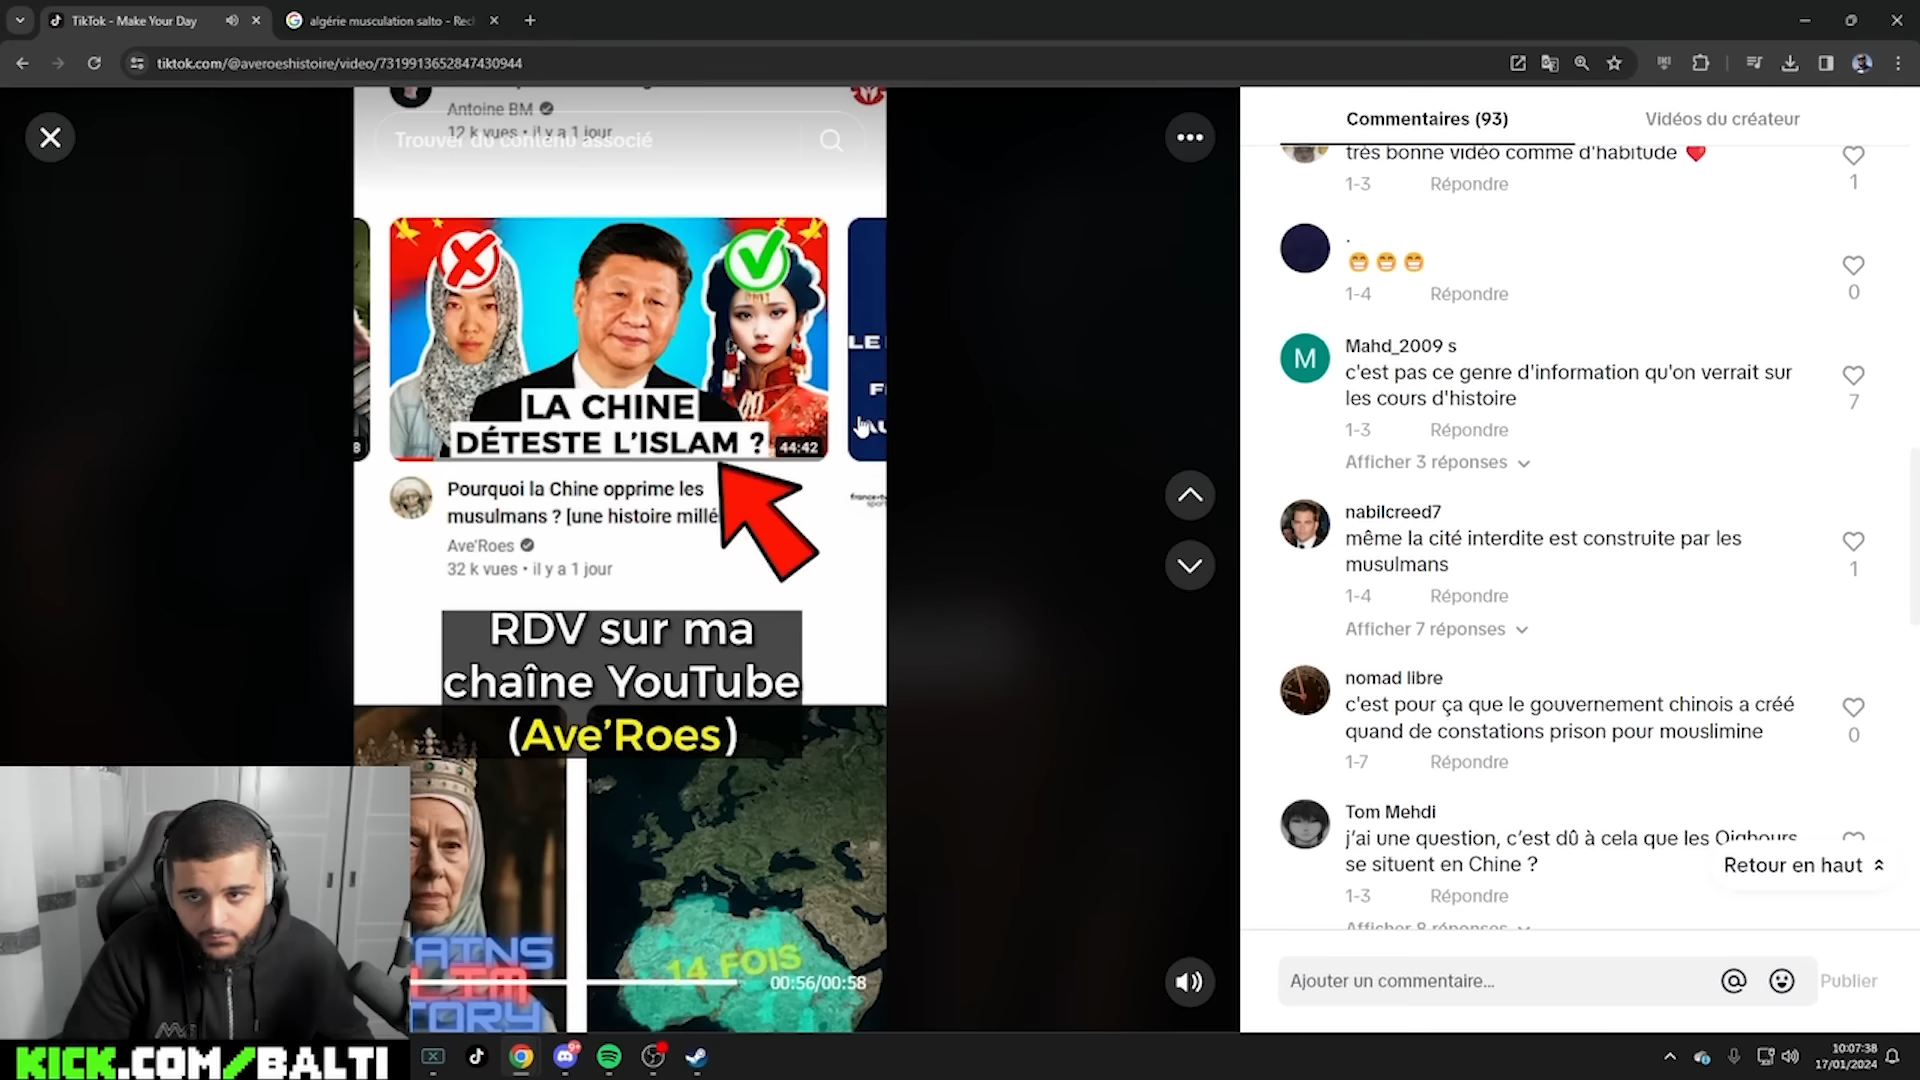 TikTok - Make Your Day
algérie musculation salto - Rec
tiktok.com/@averoeshistoire/video/7319913652847430944
Antoine BM
12 k vues • il y a 1 jour
Trouver du contenu associé
LA CHINE
DÉTESTE L'ISLAM ?
44:42
LE
F
AU
8
Pourquoi la Chine opprime les
musulmans ? [une histoire millé
Ave'Roes
32 k vues • il y a 1 jour
france•tv
sport
RDV sur ma
chaîne YouTube
(Ave'Roes)
14 FOIS
00:56/00:58
Commentaires (93)
Vidéos du créateur
très bonne vidéo comme d'habitude ❤️
1-3
Répondre
1
.
😁 😁 😁
1-4
Répondre
0
M
Mahd_2009 s
c'est pas ce genre d'information qu'on verrait sur
les cours d'histoire
7
1-3
Répondre
Afficher 3 réponses
nabilcreed7
même la cité interdite est construite par les
musulmans
1
1-4
Répondre
Afficher 7 réponses
nomad libre
c'est pour ça que le gouvernement chinois a créé
quand de constations prison pour mouslimine
0
1-7
Répondre
Tom Mehdi
j'ai une question, c'est dû à cela que les Oighours
se situent en Chine ?
Retour en haut
1-3
Répondre
Afficher 8 réponses
Ajouter un commentaire...
@
Publier
KICK.COM/BALTI
10:07:38
17/01/2024